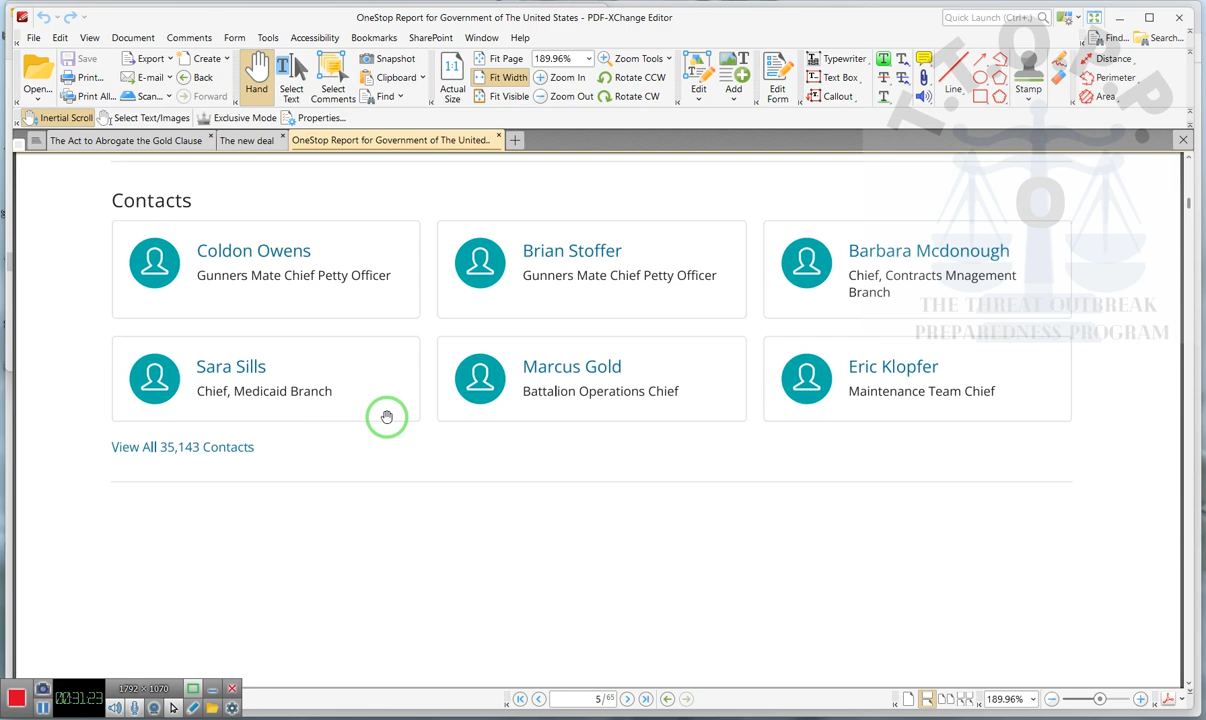 OneStop Report for Government of The United States - PDF-XChange Editor
Quick Launch (Ctrl+.)
File Edit View Document Comments Form Tools Accessibility Bookmarks SharePoint Window Help
Find... Search...
Open...
Save
Print...
Print All...
Export
E-mail
Scan...
Create
Back
Forward
Hand
Select Text
Select Comments
Snapshot
Clipboard
Find
Actual Size
Fit Page
Fit Width
Fit Visible
189.96%
Zoom In
Zoom Out
Zoom Tools
Rotate CCW
Rotate CW
Edit
Add
Edit Form
Typewriter
Text Box
Callout
Line
Stamp
Distance
Perimeter
Area
Inertial Scroll Select Text/Images Exclusive Mode Properties...
The Act to Abrogate the Gold Clause The new deal OneStop Report for Government of The United..
T.T.O.P.P
Contacts
Coldon Owens
Gunners Mate Chief Petty Officer
Brian Stoffer
Gunners Mate Chief Petty Officer
Barbara Mcdonough
Chief, Contracts Mnagement
Branch
THE THREAT OUTBREAK
PREPAREDNESS PROGRAM
Sara Sills
Chief, Medicaid Branch
Marcus Gold
Battalion Operations Chief
Eric Klopfer
Maintenance Team Chief
View All 35,143 Contacts
00:31:23
1792 × 1070
5/65
189.96%